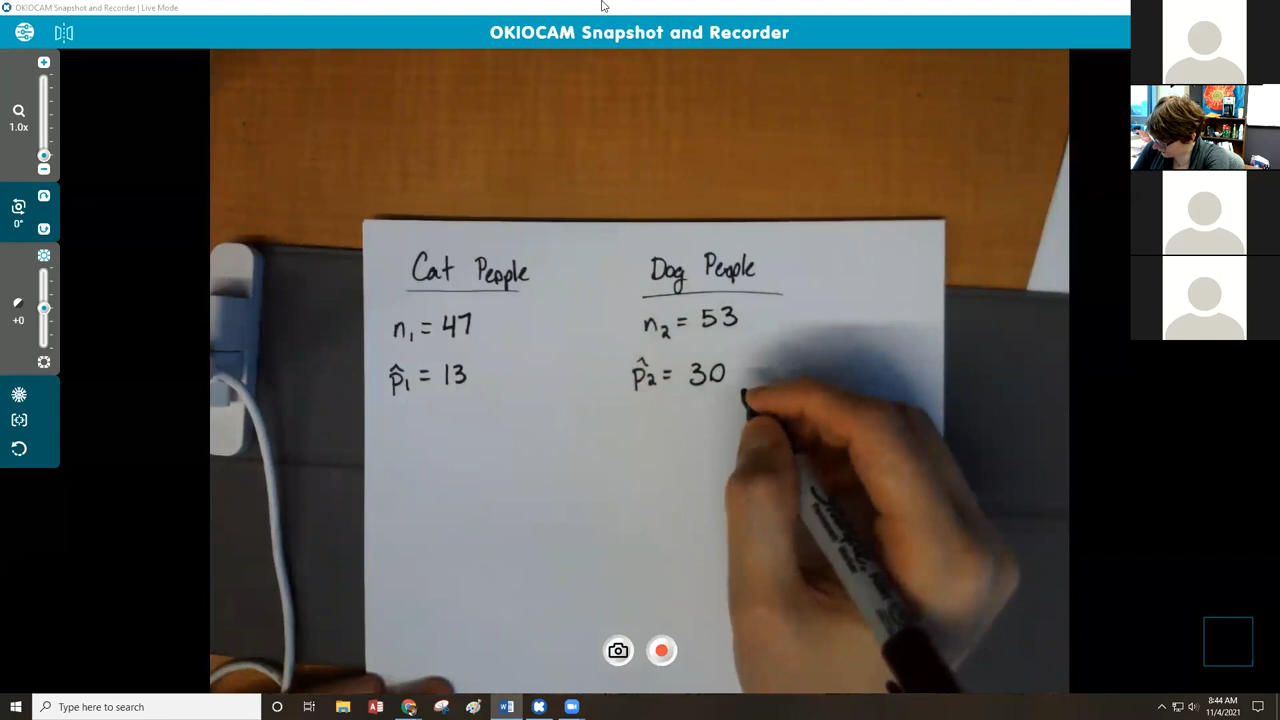 OKIOCAM Snapshot and Recorder | Live Mode
OKIOCAM Snapshot and Recorder
1.0x
0°
+0
Cat People
Dog People
n₁ = 47
n₂ = 53
p̂₁ = 13
p̂₂ = 30
Type here to search
8:44 AM
11/4/2021